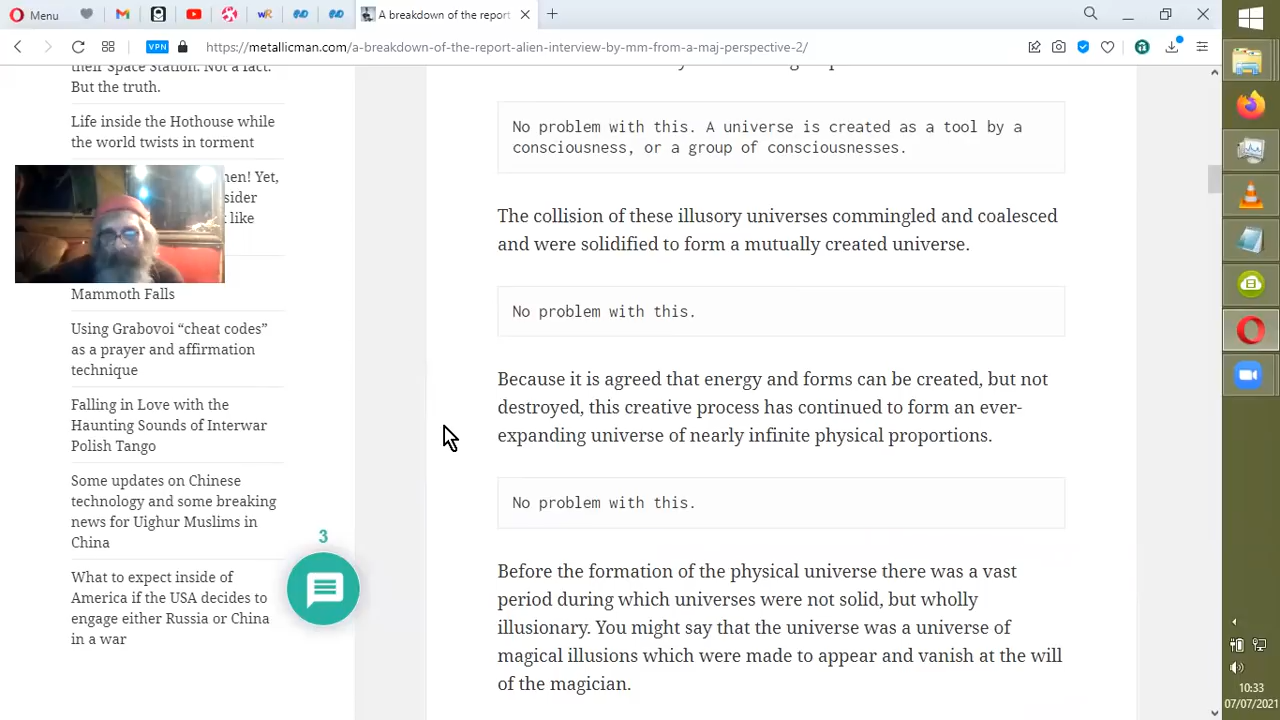 Menu
A breakdown of the report
VPN
https://metallicman.com/a-breakdown-of-the-report-alien-interview-by-mm-from-a-maj-perspective-2/
their Space Station. Not a fact.
But the truth.
Life inside the Hothouse while
the world twists in torment
nen! Yet,
sider
like
Mammoth Falls
Using Grabovoi “cheat codes”
as a prayer and affirmation
technique
Falling in Love with the
Haunting Sounds of Interwar
Polish Tango
Some updates on Chinese
technology and some breaking
news for Uighur Muslims in
China
What to expect inside of
America if the USA decides to
engage either Russia or China
in a war
3
No problem with this. A universe is created as a tool by a
consciousness, or a group of consciousnesses.
The collision of these illusory universes commingled and coalesced
and were solidified to form a mutually created universe.
No problem with this.
Because it is agreed that energy and forms can be created, but not
destroyed, this creative process has continued to form an ever-
expanding universe of nearly infinite physical proportions.
No problem with this.
Before the formation of the physical universe there was a vast
period during which universes were not solid, but wholly
illusionary. You might say that the universe was a universe of
magical illusions which were made to appear and vanish at the will
of the magician.
10:33
07/07/2021